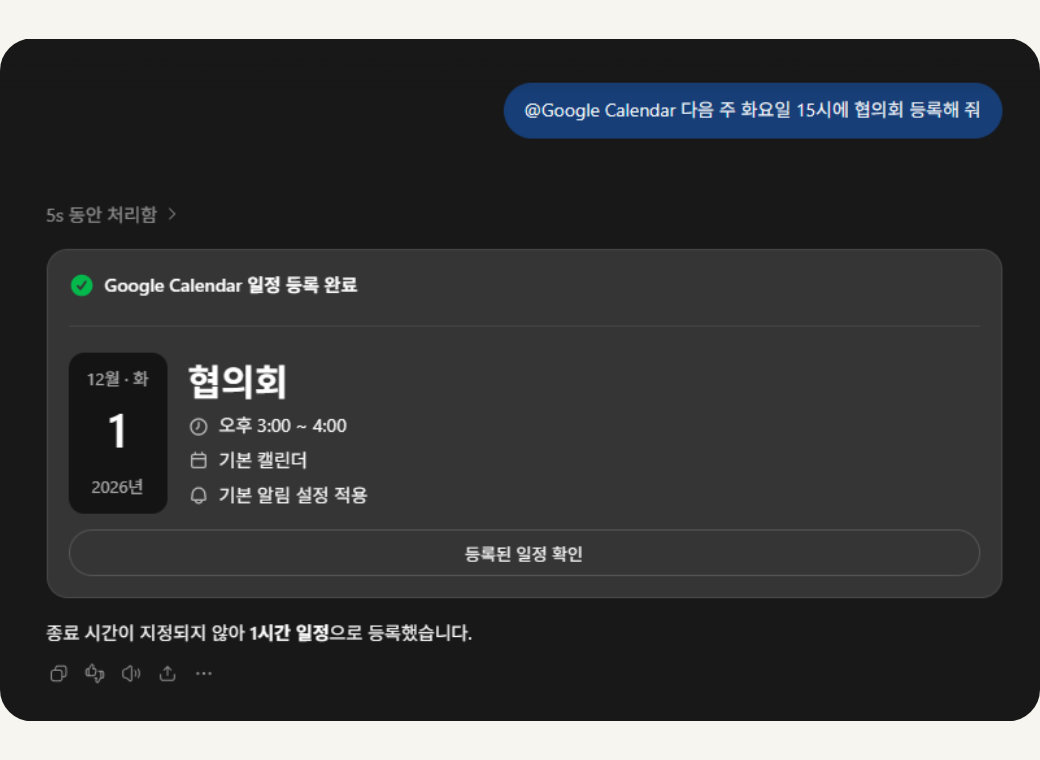 @Google Calendar 다음 주 화요일 15시에 협의회 등록해 줘
5s 동안 처리함
Google Calendar 일정 등록 완료
12월 · 화
1
2026년
협의회
오후 3:00 ~ 4:00
기본 캘린더
기본 알림 설정 적용
등록된 일정 확인
종료 시간이 지정되지 않아 1시간 일정으로 등록했습니다.